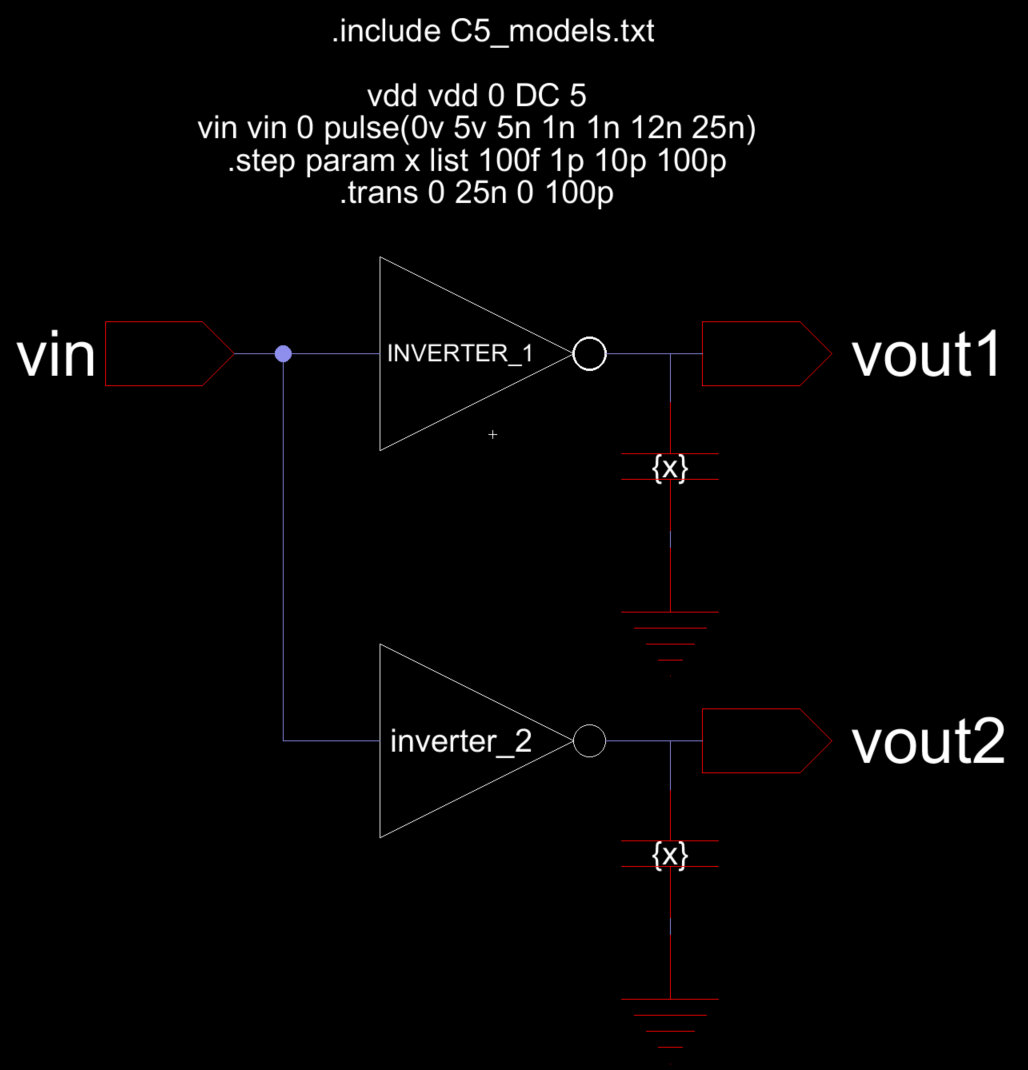 .include C5_models.txt
vdd vdd 0 DC 5
vin vin 0 pulse(0v 5v 5n 1n 1n 12n 25n)
.step param x list 100f 1p 10p 100p
.trans 0 25n 0 100p
vin
INVERTER_1
vout1
{x}
inverter_2
vout2
{x}